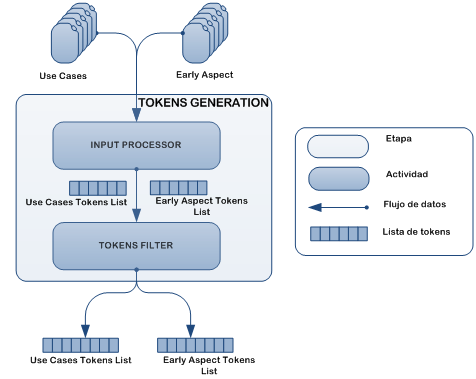 Use Cases
Early Aspect
TOKENS GENERATION
INPUT PROCESSOR
Use Cases Tokens List
Early Aspect Tokens
List
TOKENS FILTER
Use Cases Tokens List
Early Aspect Tokens
List
Etapa
Actividad
Flujo de datos
Lista de tokens